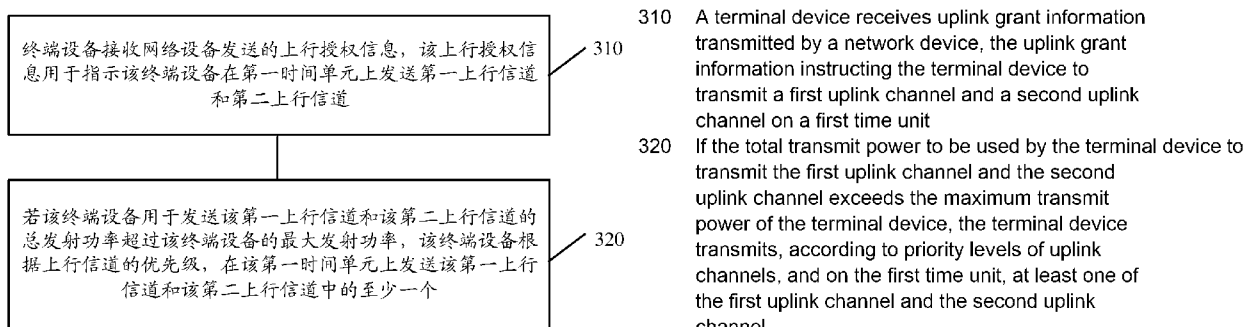 终端设备接收网络设备发送的上行授权信息，该上行授权信
息用于指示该终端设备在第一时间单元上发送第一上行信道
和第二上行信道
310
若该终端设备用于发送该第一上行信道和该第二上行信道的
总发射功率超过该终端设备的最大发射功率，该终端设备根
据上行信道的优先级，在该第一时间单元上发送该第一上行
信道和该第二上行信道中的至少一个
320
310 A terminal device receives uplink grant information
transmitted by a network device, the uplink grant
information instructing the terminal device to
transmit a first uplink channel and a second uplink
channel on a first time unit
320 If the total transmit power to be used by the terminal device to
transmit the first uplink channel and the second
uplink channel exceeds the maximum transmit
power of the terminal device, the terminal device
transmits, according to priority levels of uplink
channels, and on the first time unit, at least one of
the first uplink channel and the second uplink
channel